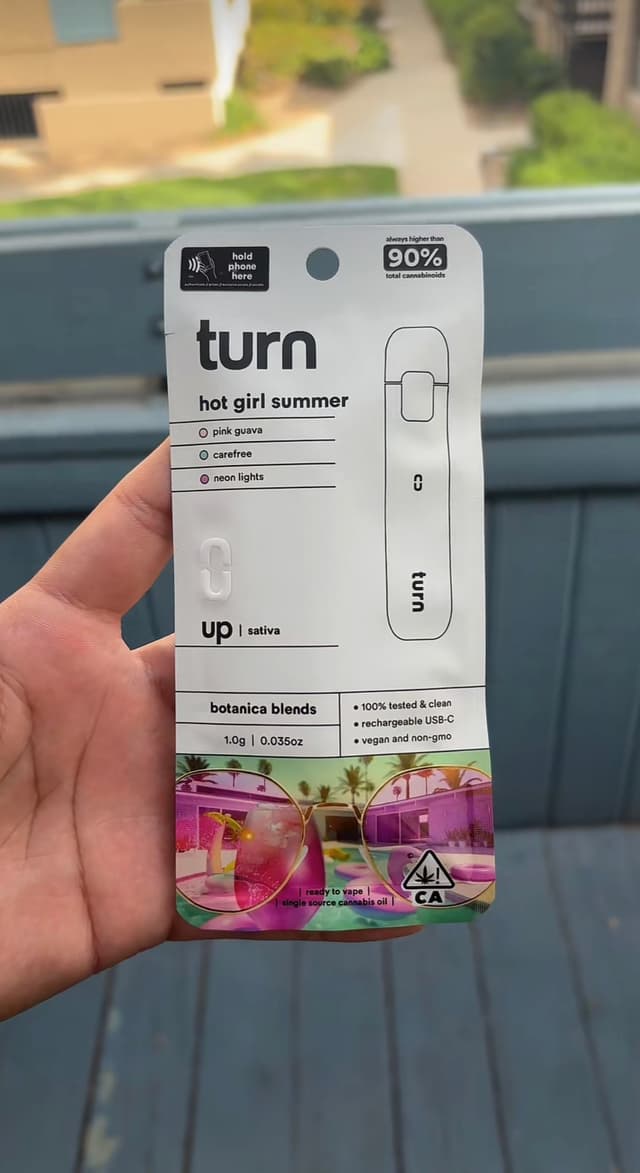 hold
phone
here
always higher than
90%
total cannabinoids
turn
hot girl summer
pink guava
carefree
neon lights
up | sativa
turn
botanica blends
1.0g | 0.035oz
• 100% tested & clean
• rechargeable USB-C
• vegan and non-gmo
| ready to vape |
| single source cannabis oil |
!
CA